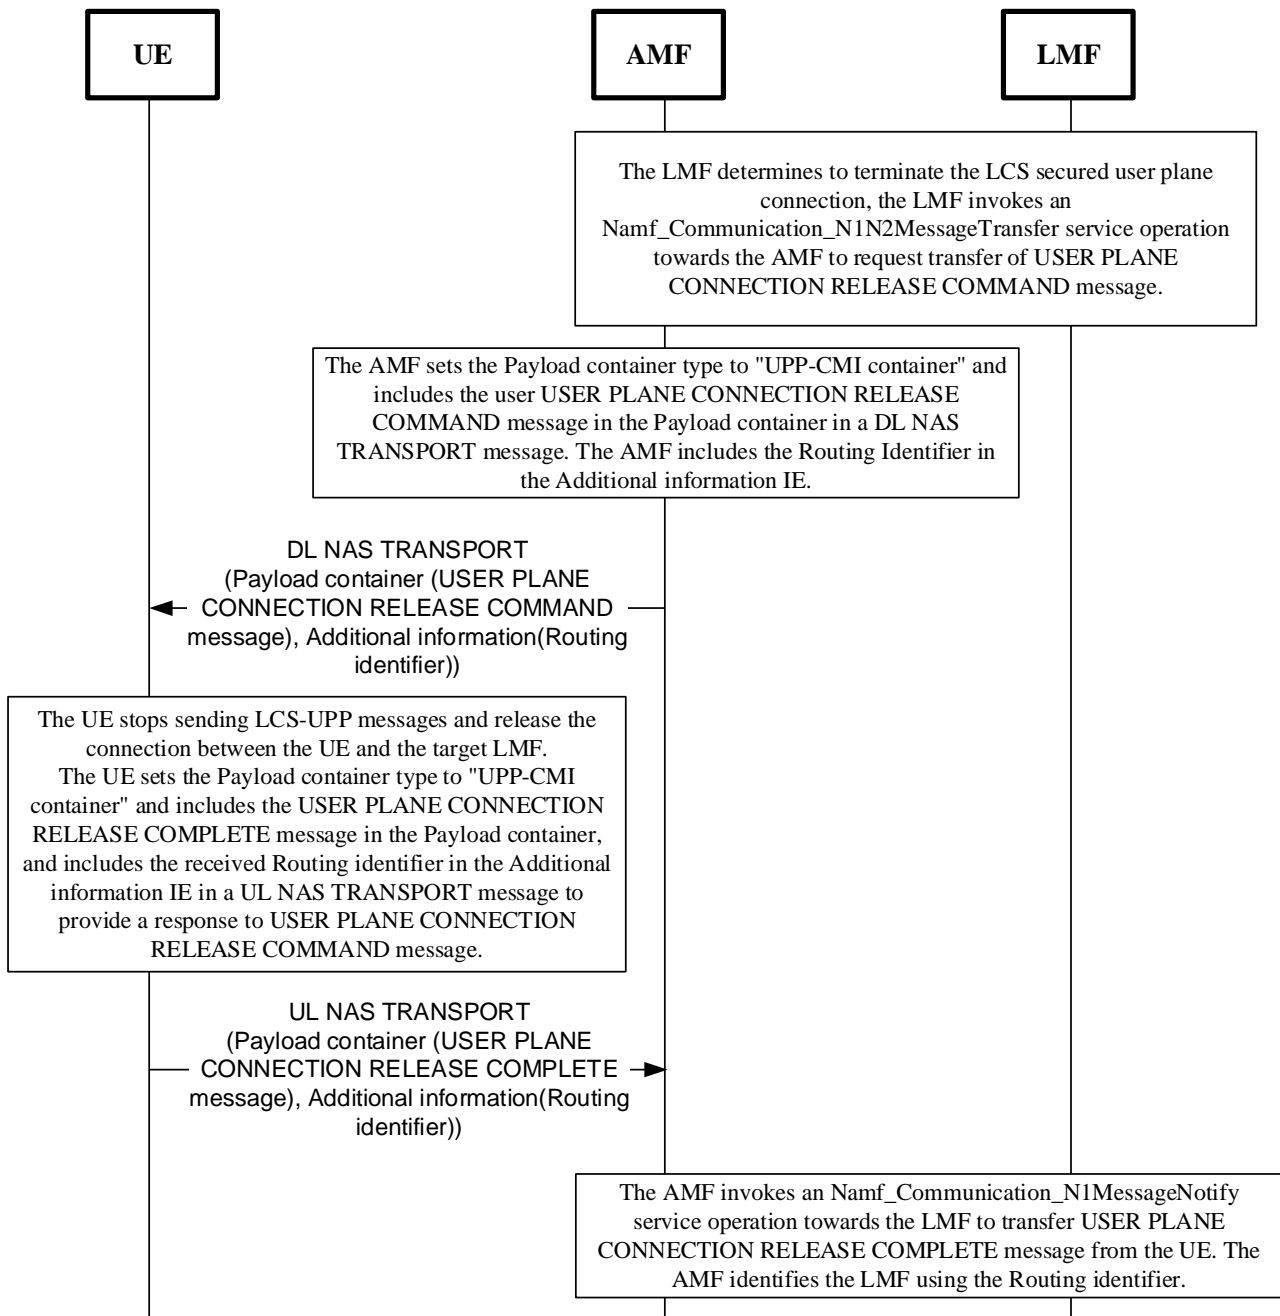 UE
AMF
LMF
The LMF determines to terminate the LCS secured user plane
connection, the LMF invokes an
Namf_Communication_N1N2MessageTransfer service operation
towards the AMF to request transfer of USER PLANE
CONNECTION RELEASE COMMAND message.
The AMF sets the Payload container type to "UPP-CMI container" and
includes the user USER PLANE CONNECTION RELEASE
COMMAND message in the Payload container in a DL NAS
TRANSPORT message. The AMF includes the Routing Identifier in
the Additional information IE.
DL NAS TRANSPORT
(Payload container (USER PLANE
CONNECTION RELEASE COMMAND
message), Additional information(Routing
identifier))
The UE stops sending LCS-UPP messages and release the
connection between the UE and the target LMF.
The UE sets the Payload container type to "UPP-CMI
container" and includes the USER PLANE CONNECTION
RELEASE COMPLETE message in the Payload container,
and includes the received Routing identifier in the Additional
information IE in a UL NAS TRANSPORT message to
provide a response to USER PLANE CONNECTION
RELEASE COMMAND message.
UL NAS TRANSPORT
(Payload container (USER PLANE
CONNECTION RELEASE COMPLETE
message), Additional information(Routing
identifier))
The AMF invokes an Namf_Communication_N1MessageNotify
service operation towards the LMF to transfer USER PLANE
CONNECTION RELEASE COMPLETE message from the UE. The
AMF identifies the LMF using the Routing identifier.